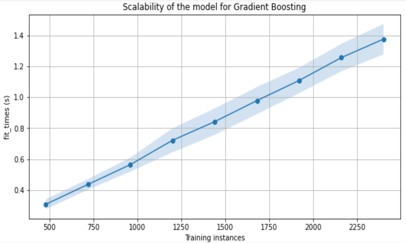 Scalability of the model for Gradient Boosting
fit_times (s)
1.4
1.2
1.0
0.8
0.6
0.4
500 750 1000 1250 1500 1750 2000 2250
Training instances